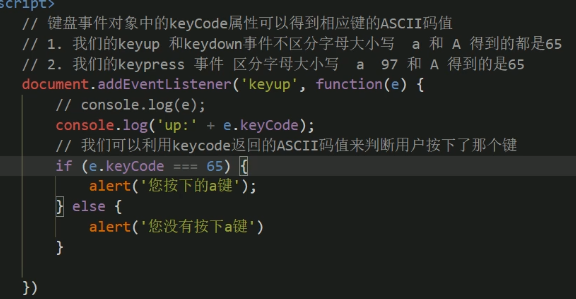 script>
// 键盘事件对象中的keyCode属性可以得到相应键的ASCII码值
// 1. 我们的keyup 和keydown事件不区分字母大小写  a 和 A 得到的都是65
// 2. 我们的keypress 事件 区分字母大小写  a  97 和 A 得到的是65
document.addEventListener('keyup', function(e) {
    // console.log(e);
    console.log('up:' + e.keyCode);
    // 我们可以利用keycode返回的ASCII码值来判断用户按下了那个键
    if (e.keyCode === 65) {
        alert('您按下的a键');
    } else {
        alert('您没有按下a键')
    }
})